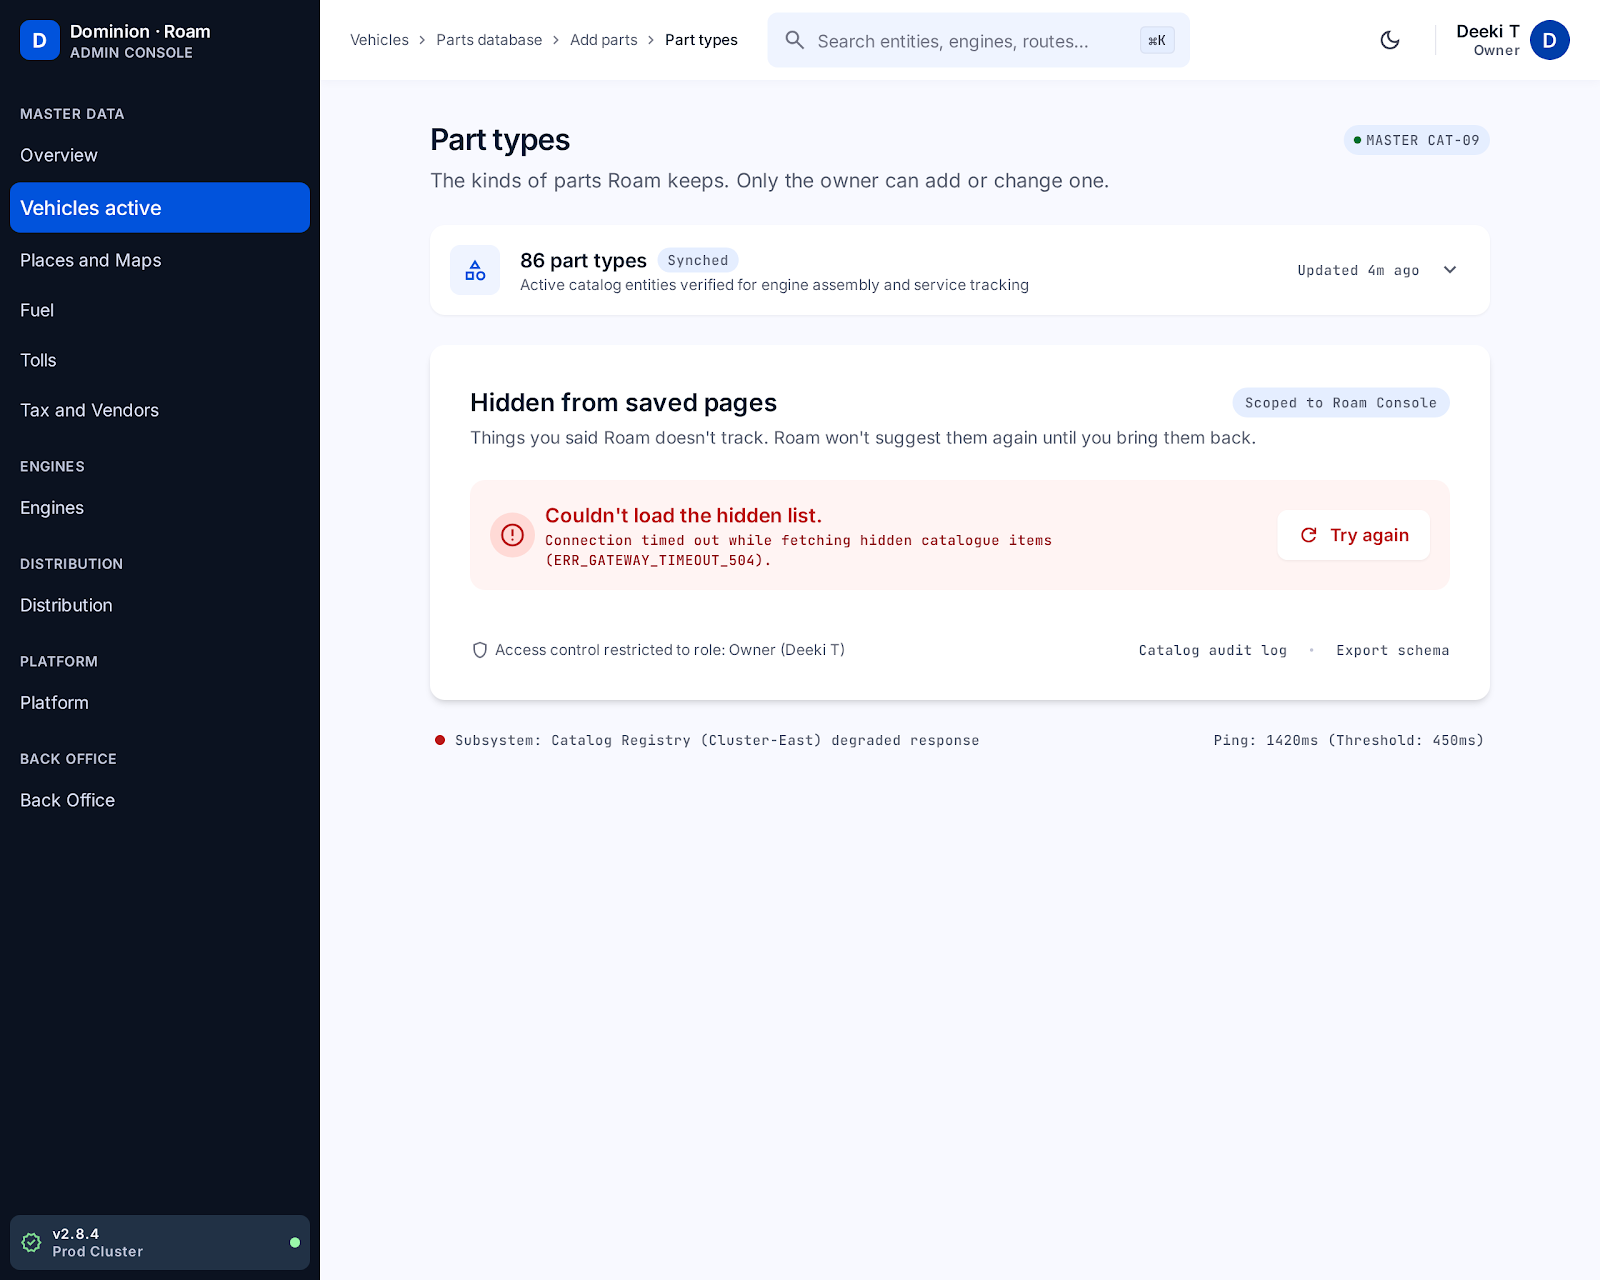 D
Dominion · Roam
ADMIN CONSOLE
MASTER DATA
Overview
Vehicles active
Places and Maps
Fuel
Tolls
Tax and Vendors
ENGINES
Engines
DISTRIBUTION
Distribution
PLATFORM
Platform
BACK OFFICE
Back Office
v2.8.4
Prod Cluster
Vehicles > Parts database > Add parts > Part types
Search entities, engines, routes...
⌘K
Deeki T
Owner
D
Part types
MASTER CAT-09
The kinds of parts Roam keeps. Only the owner can add or change one.
86 part types
Synched
Active catalog entities verified for engine assembly and service tracking
Updated 4m ago
Hidden from saved pages
Scoped to Roam Console
Things you said Roam doesn't track. Roam won't suggest them again until you bring them back.
Couldn't load the hidden list.
Connection timed out while fetching hidden catalogue items
(ERR_GATEWAY_TIMEOUT_504).
Try again
Access control restricted to role: Owner (Deeki T)
Catalog audit log • Export schema
Subsystem: Catalog Registry (Cluster-East) degraded response
Ping: 1420ms (Threshold: 450ms)